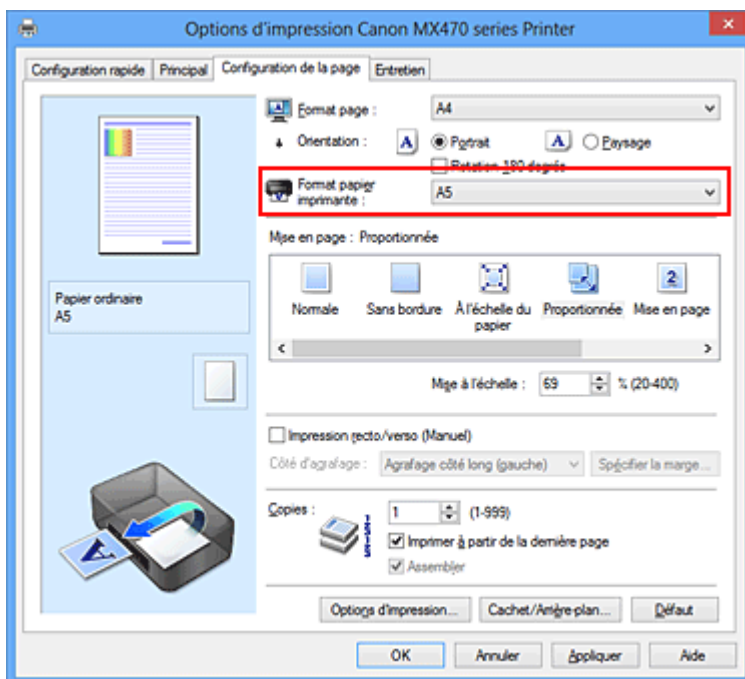 Options d'impression Canon MX470 series Printer
Configuration rapide Principal Configuration de la page Entretien
Format page : A4
Orientation : A Portrait A Paysage
Rotation 180 degrés
Format papier imprimante : A5
Mise en page : Proportionnée
Papier ordinaire
A5
2
Normale Sans bordure À l'échelle du papier Proportionnée Mise en page
Mise à l'échelle : 69 % (20-400)
Impression recto/verso (Manuel)
Côté d'agrafage : Agrafage côté long (gauche) Spécifier la marge...
Copies : 1 (1-999)
Imprimer à partir de la dernière page
Assembler
A
Options d'impression... Cachet/Arrière-plan... Défaut
OK Annuler Appliquer Aide